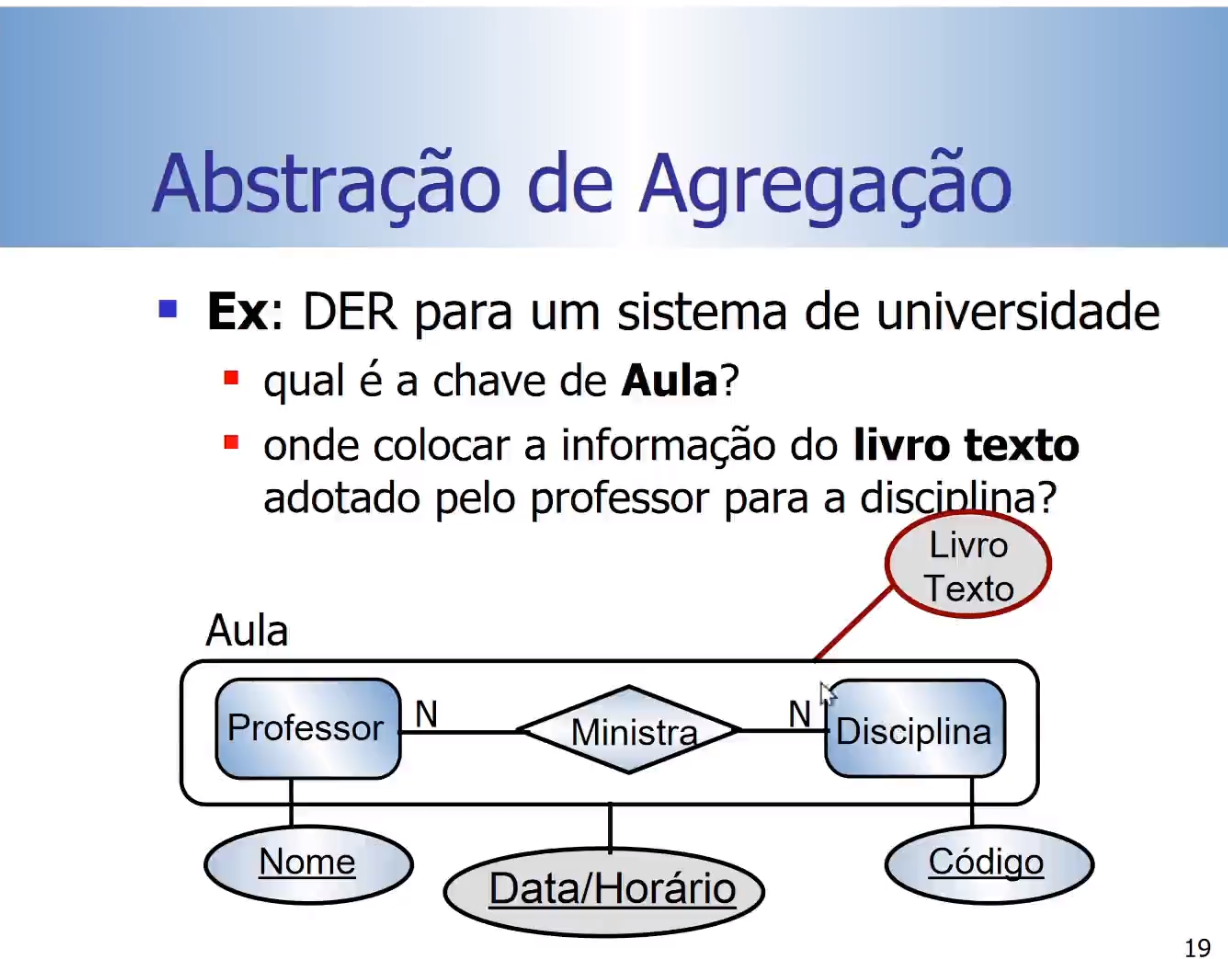 Abstração de Agregação
Ex: DER para um sistema de universidade
qual é a chave de Aula?
onde colocar a informação do livro texto
adotado pelo professor para a disciplina?
Livro
Texto
Aula
Professor
N
Ministra
N
Disciplina
Nome
Data/Horário
Código
19